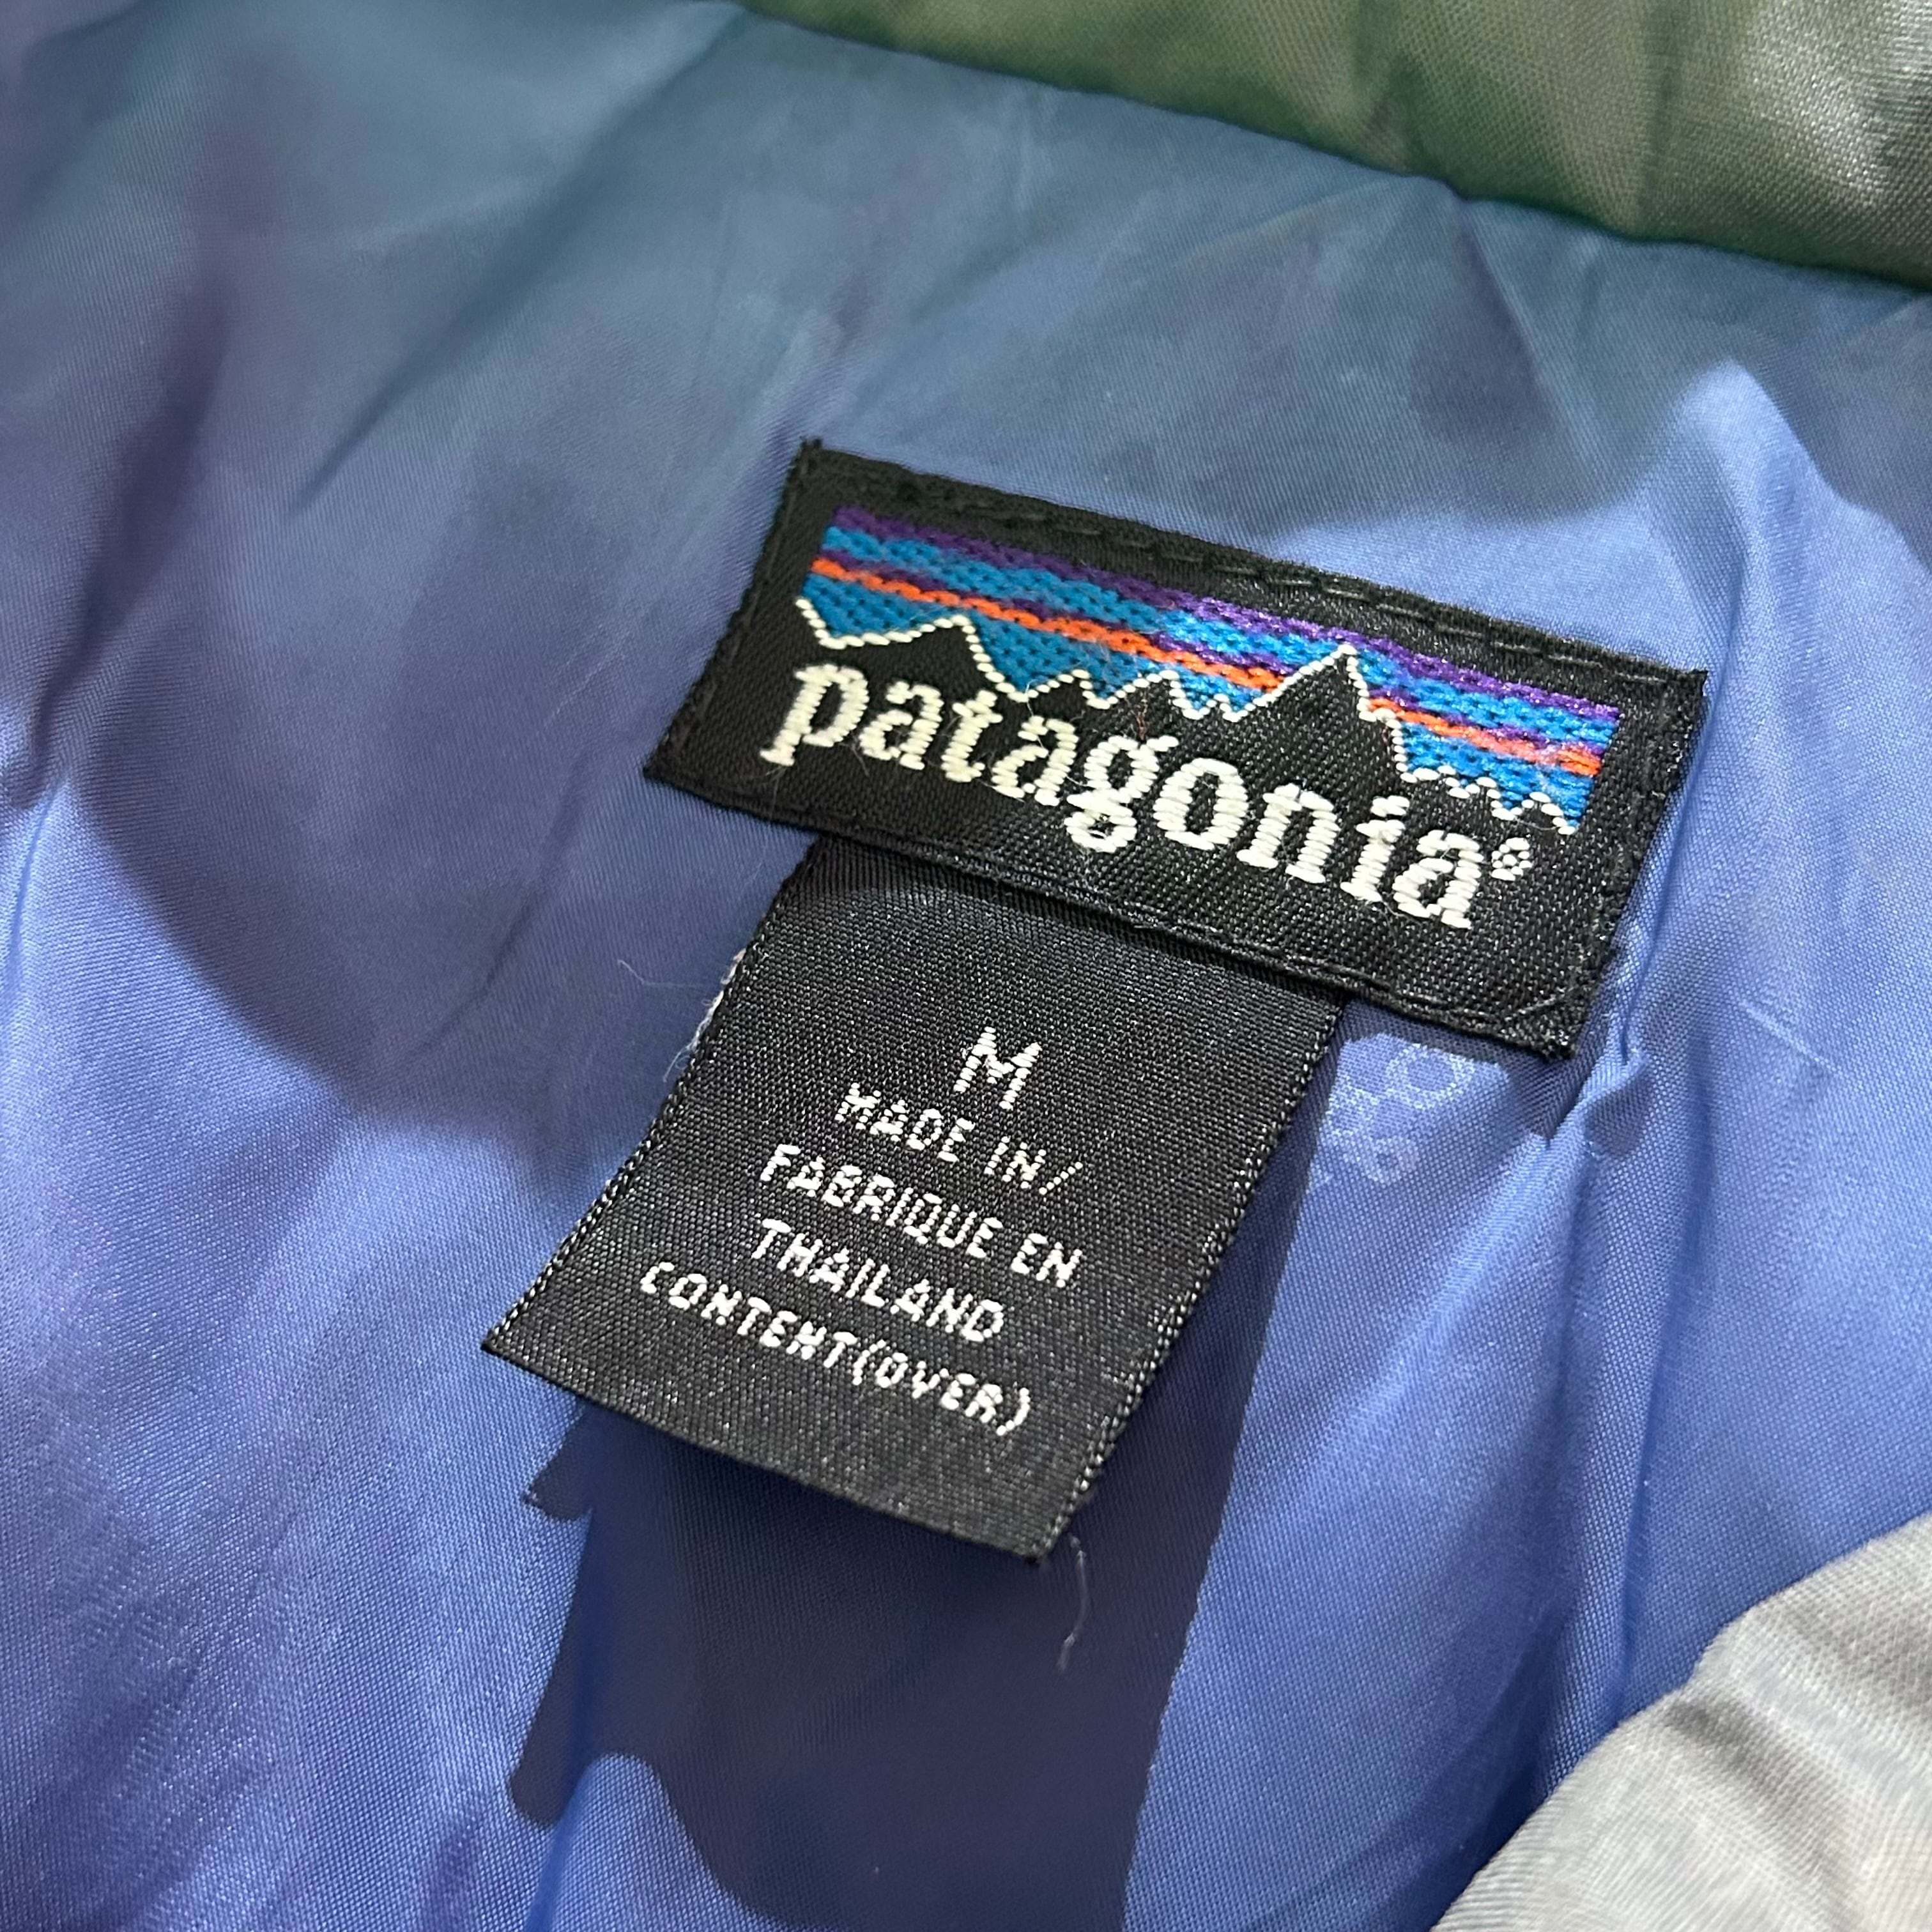 patagonia®
M
MADE IN/
FABRIQUE EN
THAILAND
CONTENT(OVER)